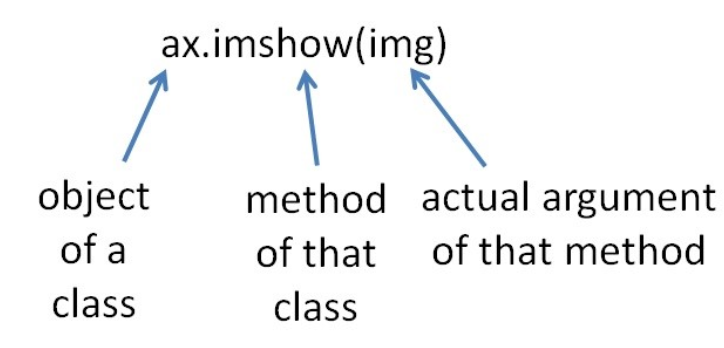 ax.imshow(img)
object
of a
class
method
of that
class
actual argument
of that method